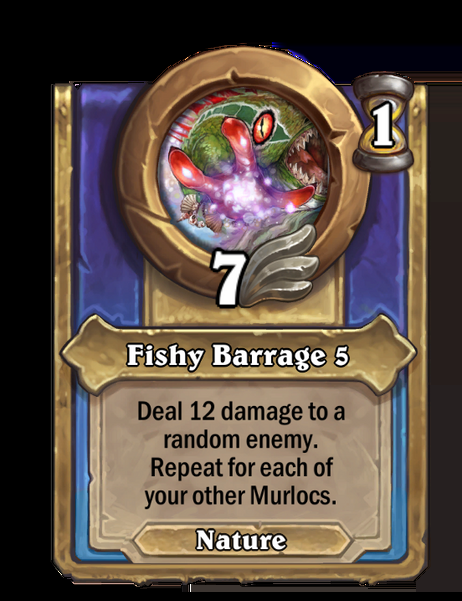 1
7
Fishy Barrage 5
Deal 12 damage to a
random enemy.
Repeat for each of
your other Murlocs.
Nature